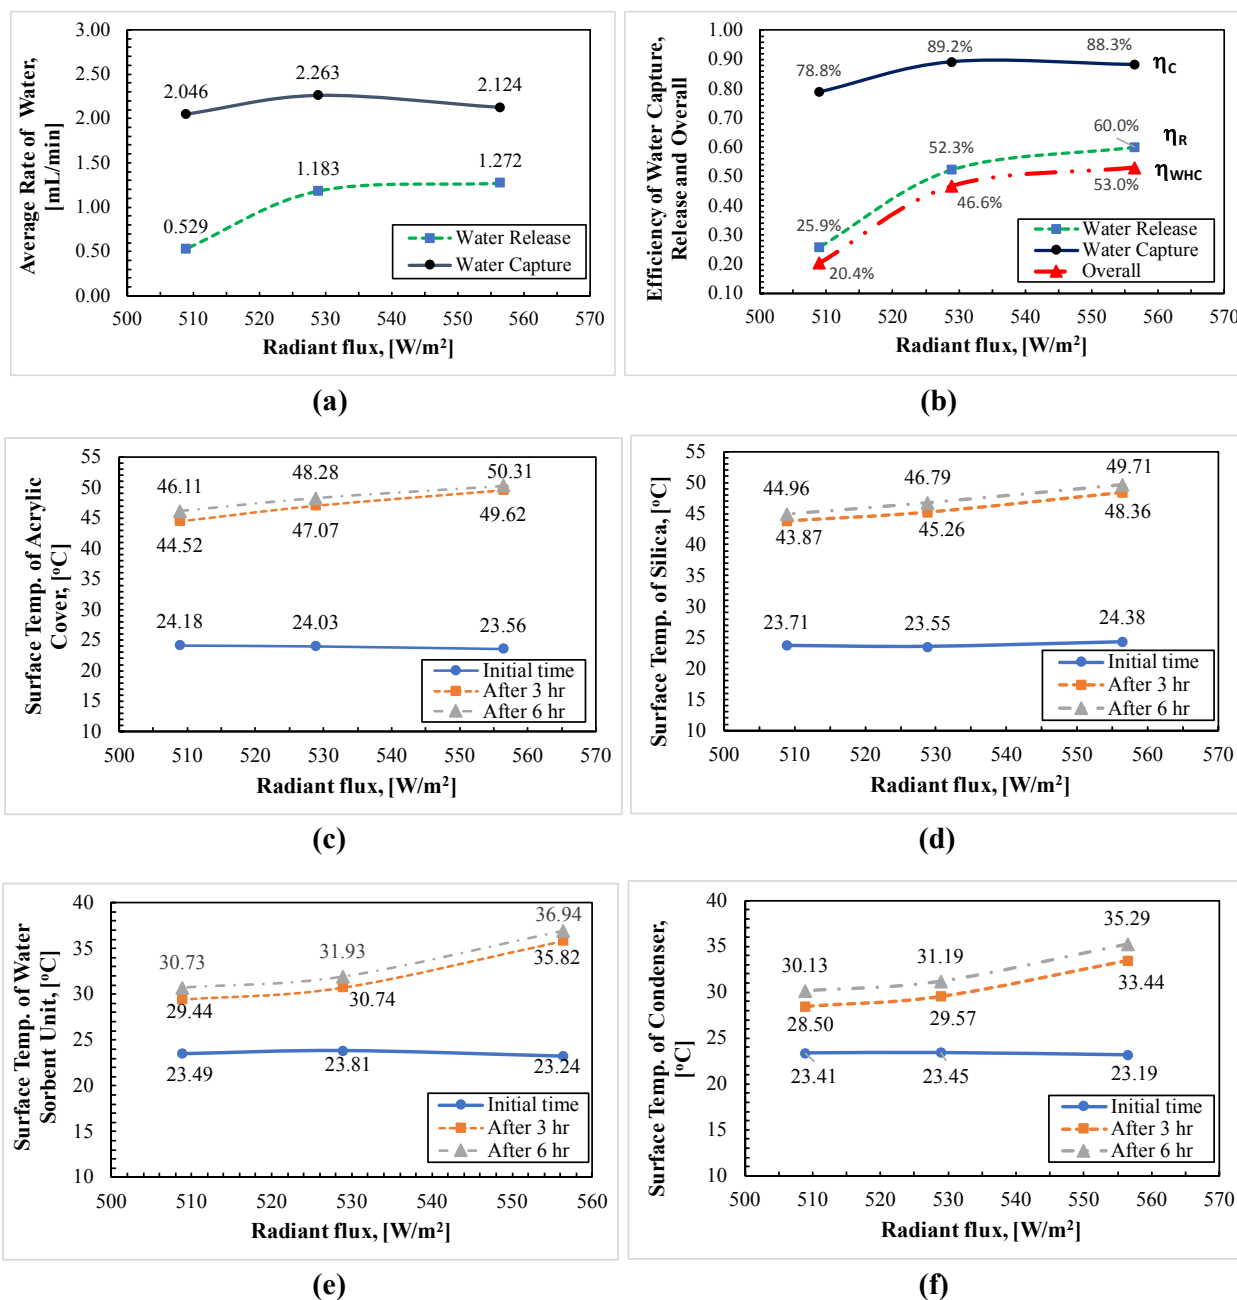 Average Rate of Water,
[mL/min]
3.00
2.50
2.00
1.50
1.00
0.50
0.00
2.046
2.263
2.124
0.529
1.183
1.272
Water Release
Water Capture
500 510 520 530 540 550 560 570
Radiant flux, [W/m²]
(a)
Efficiency of Water Capture,
Release and Overall
1.00
0.90
0.80
0.70
0.60
0.50
0.40
0.30
0.20
0.10
78.8%
89.2%
88.3%
ηC
25.9%
52.3%
60.0%
ηR
20.4%
46.6%
53.0%
ηWHC
Water Release
Water Capture
Overall
500 510 520 530 540 550 560 570
Radiant flux, [W/m²]
(b)
Surface Temp. of Acrylic
Cover, [°C]
55
50
45
40
35
30
25
20
15
10
46.11
48.28
50.31
44.52
47.07
49.62
24.18
24.03
23.56
Initial time
After 3 hr
After 6 hr
500 510 520 530 540 550 560 570
Radiant flux, [W/m²]
(c)
Surface Temp. of Silica, [°C]
55
50
45
40
35
30
25
20
15
10
44.96
46.79
49.71
43.87
45.26
48.36
23.71
23.55
24.38
Initial time
After 3 hr
After 6 hr
500 510 520 530 540 550 560 570
Radiant flux, [W/m²]
(d)
Surface Temp. of Water
Sorbent Unit, [°C]
40
35
30
25
20
15
10
30.73
31.93
36.94
29.44
30.74
35.82
23.49
23.81
23.24
Initial time
After 3 hr
After 6 hr
500 510 520 530 540 550 560
Radiant flux, [W/m²]
(e)
Surface Temp. of Condenser,
[°C]
40
35
30
25
20
15
10
30.13
31.19
35.29
28.50
29.57
33.44
23.41
23.45
23.19
Initial time
After 3 hr
After 6 hr
500 510 520 530 540 550 560 570
Radiant flux, [W/m²]
(f)